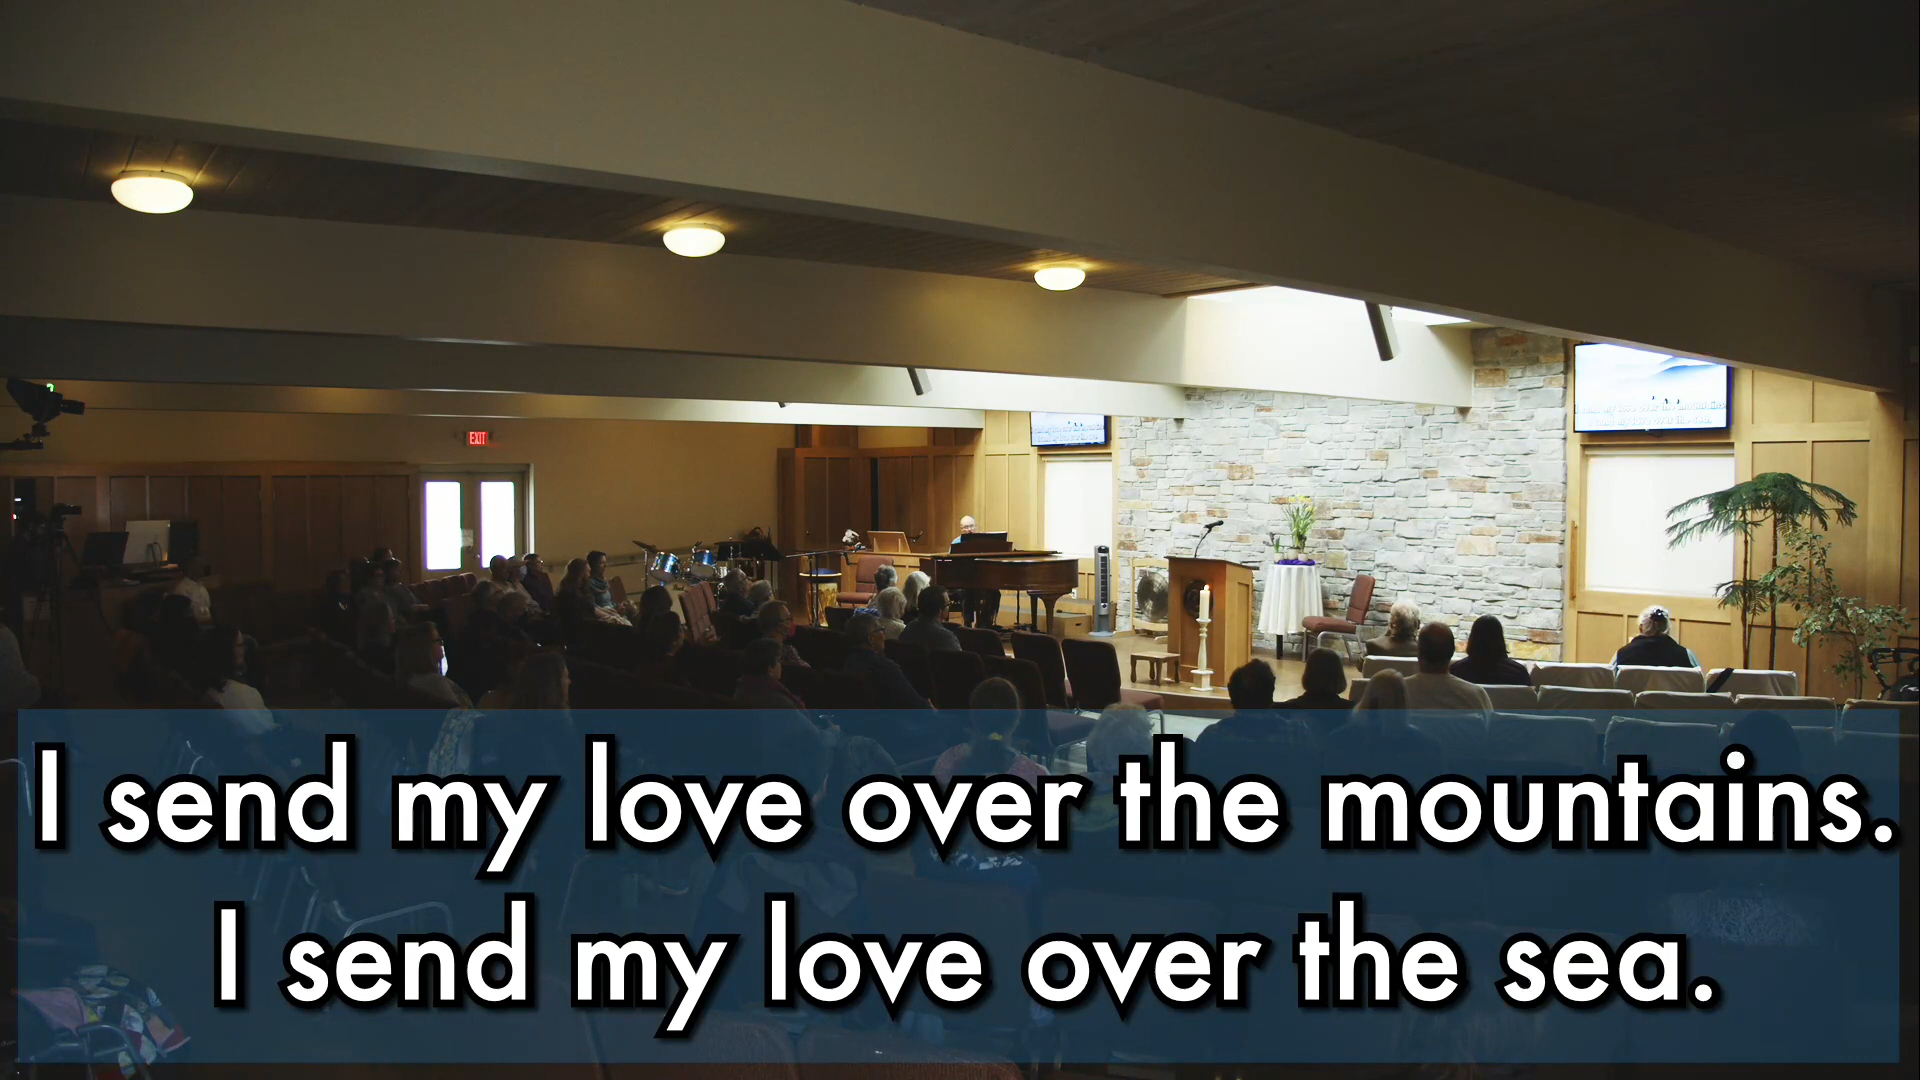 EXIT
I send my love over the mountains.
I send my love over the sea.